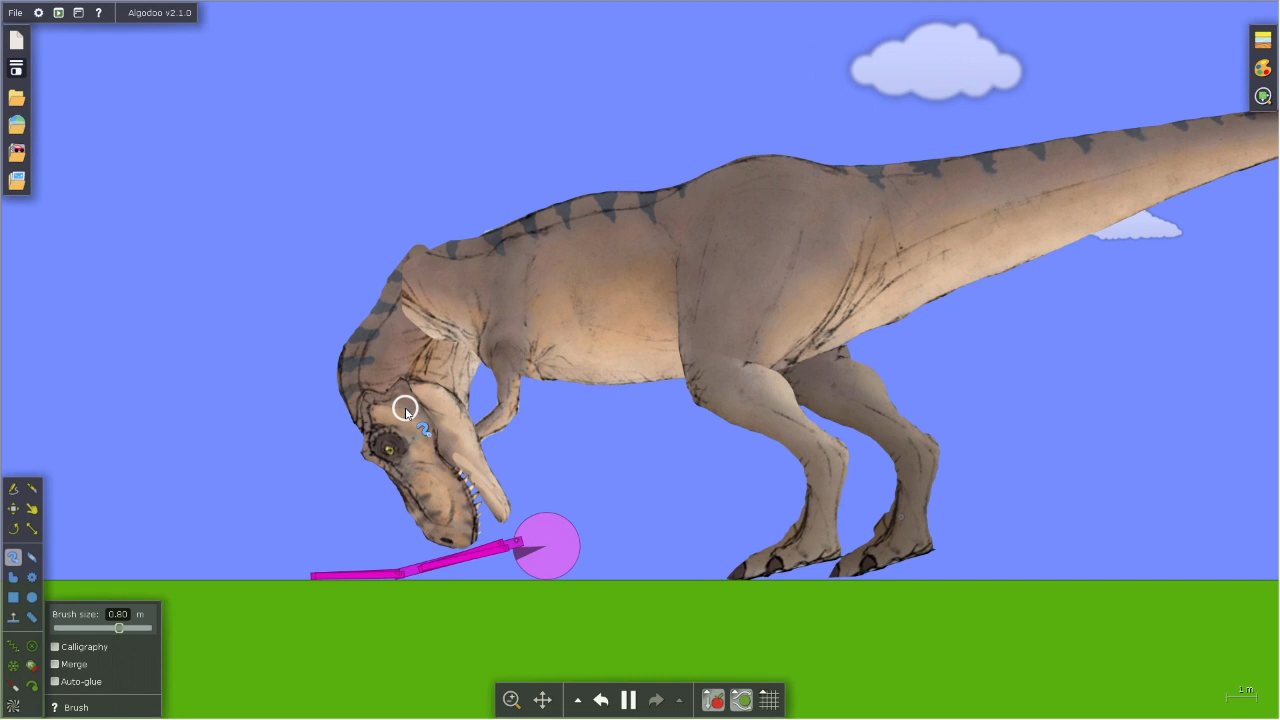 File ? Algodoo v2.1.0
Brush size: 0.80 m
Calligraphy
Merge
Auto-glue
? Brush
1 m